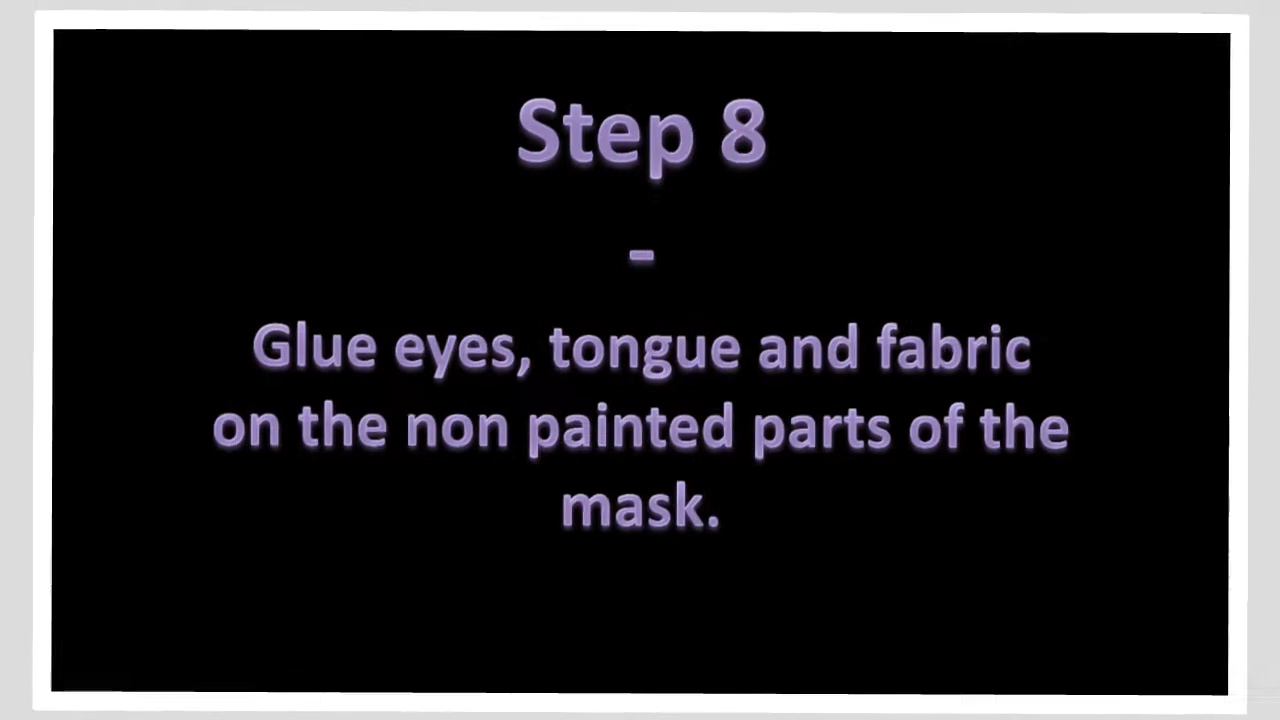 Step 8
-
Glue eyes, tongue and fabric
on the non painted parts of the
mask.